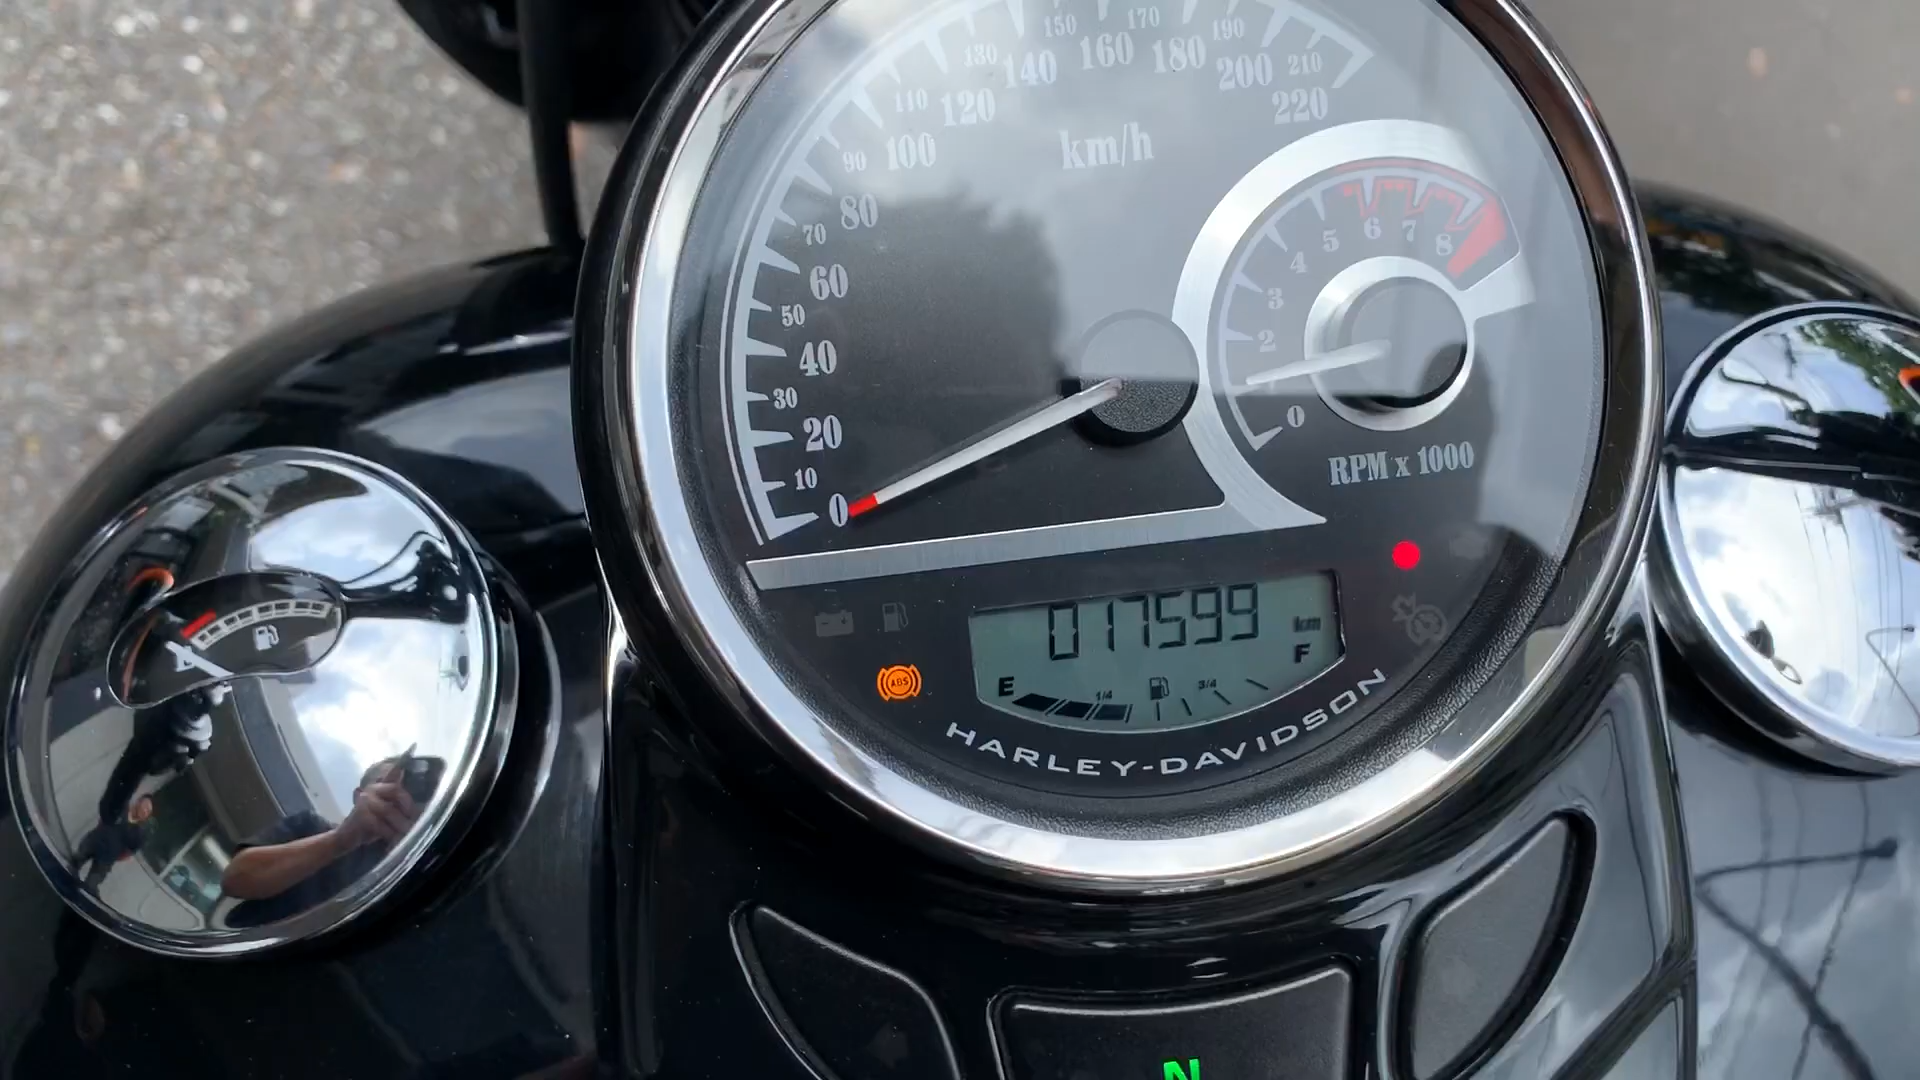 150 170 190
130 140 160 180 200 210
110 120 220
90 100 km/h
70 80
60
50
40
30
20
10
0
5 6 7 8
4
3
2
0
RPM x 1000
017599 km
E 1/4 3/4 F
ABS
HARLEY-DAVIDSON
N